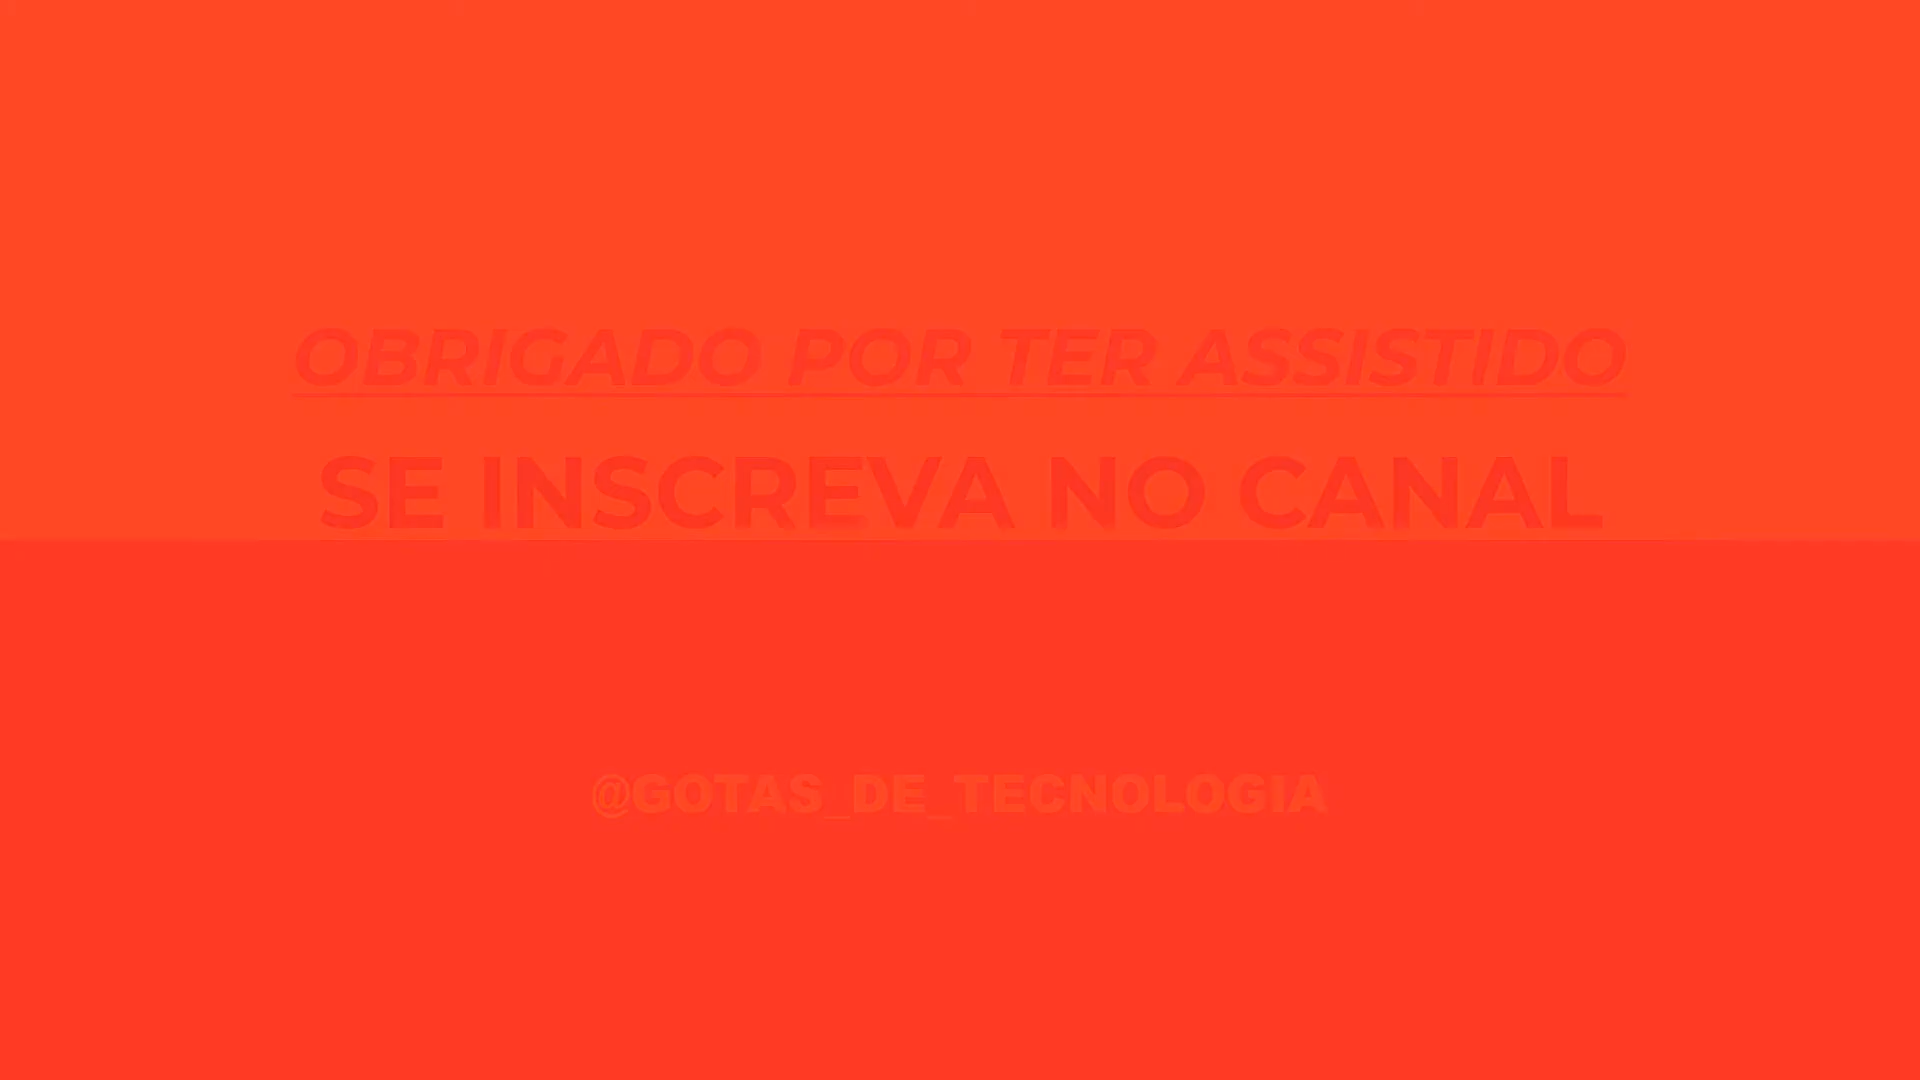 OBRIGADO POR TER ASSISTIDO
SE INSCREVA NO CANAL
@GOTAS_DE_TECNOLOGIA